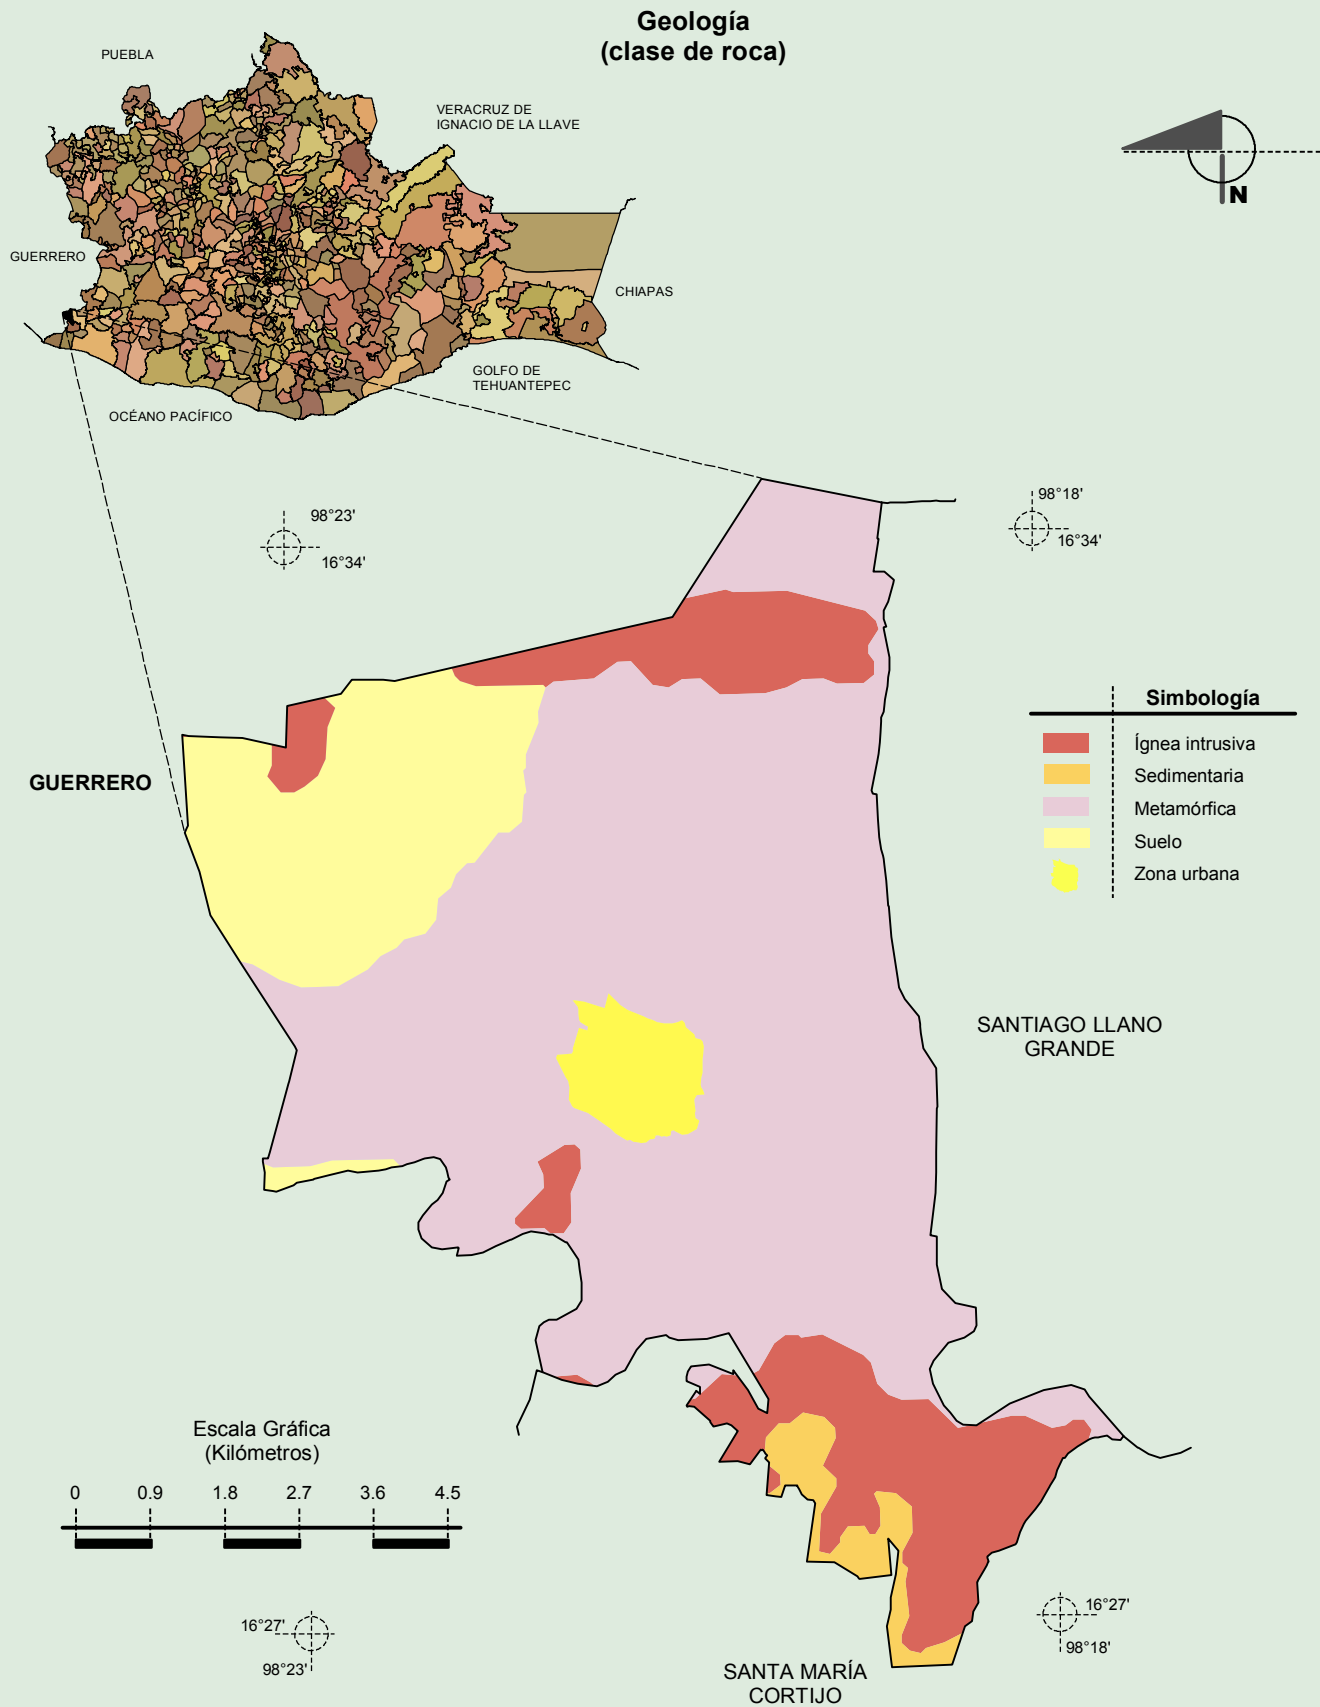 Geología
(clase de roca)
PUEBLA
VERACRUZ DE
IGNACIO DE LA LLAVE
N
GUERRERO
CHIAPAS
GOLFO DE
TEHUANTEPEC
OCÉANO PACÍFICO
98°23'
16°34'
98°18'
16°34'
Simbología
Ígnea intrusiva
Sedimentaria
Metamórfica
Suelo
Zona urbana
GUERRERO
SANTIAGO LLANO
GRANDE
Escala Gráfica
(Kilómetros)
0 0.9 1.8 2.7 3.6 4.5
16°27'
98°23'
16°27'
98°18'
SANTA MARÍA
CORTIJO